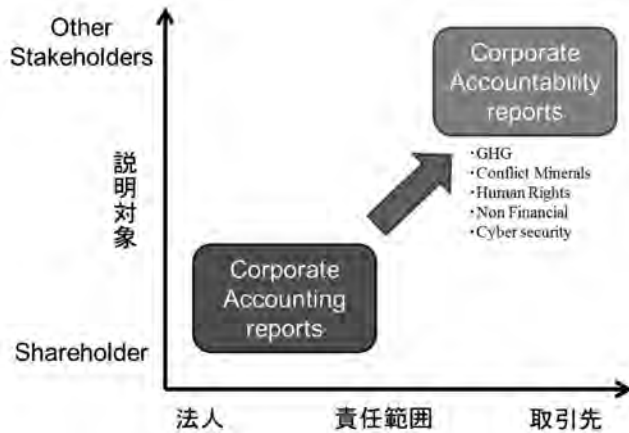 Other
Stakeholders
Corporate
Accountability
reports
・GHG
・Conflict Minerals
・Human Rights
・Non Financial
・Cyber security
説明対象
Corporate
Accounting
reports
Shareholder
法人
責任範囲
取引先